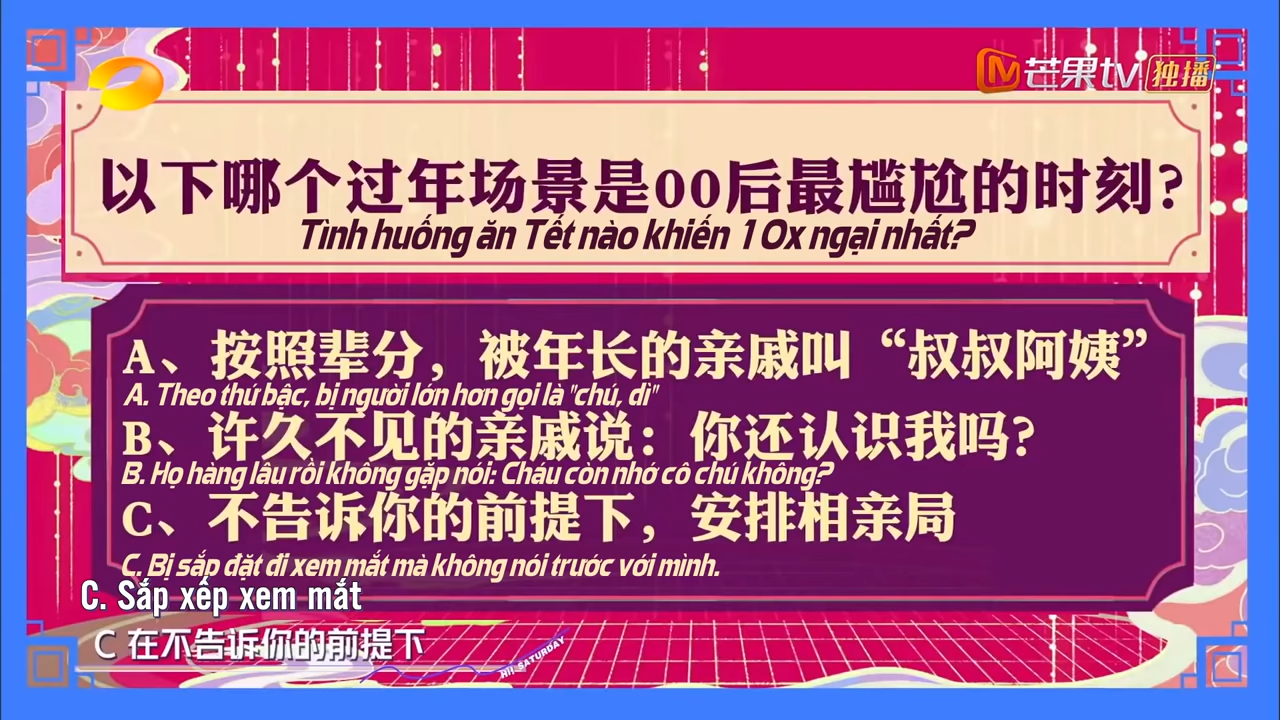 芒果tv 独播
以下哪个过年场景是00后最尴尬的时刻?
Tình huống ăn Tết nào khiến 10x ngại nhất?
A、按照辈分，被年长的亲戚叫“叔叔阿姨”
A. Theo thứ bậc, bị người lớn hơn gọi là "chú, dì"
B、许久不见的亲戚说：你还认识我吗?
B. Họ hàng lâu rồi không gặp nói: Cháu còn nhớ cô chú không?
C、不告诉你的前提下，安排相亲局
C. Bị sắp đặt đi xem mắt mà không nói trước với mình.
C. Sắp xếp xem mắt
C 在不告诉你的前提下
HI! SATURDAY